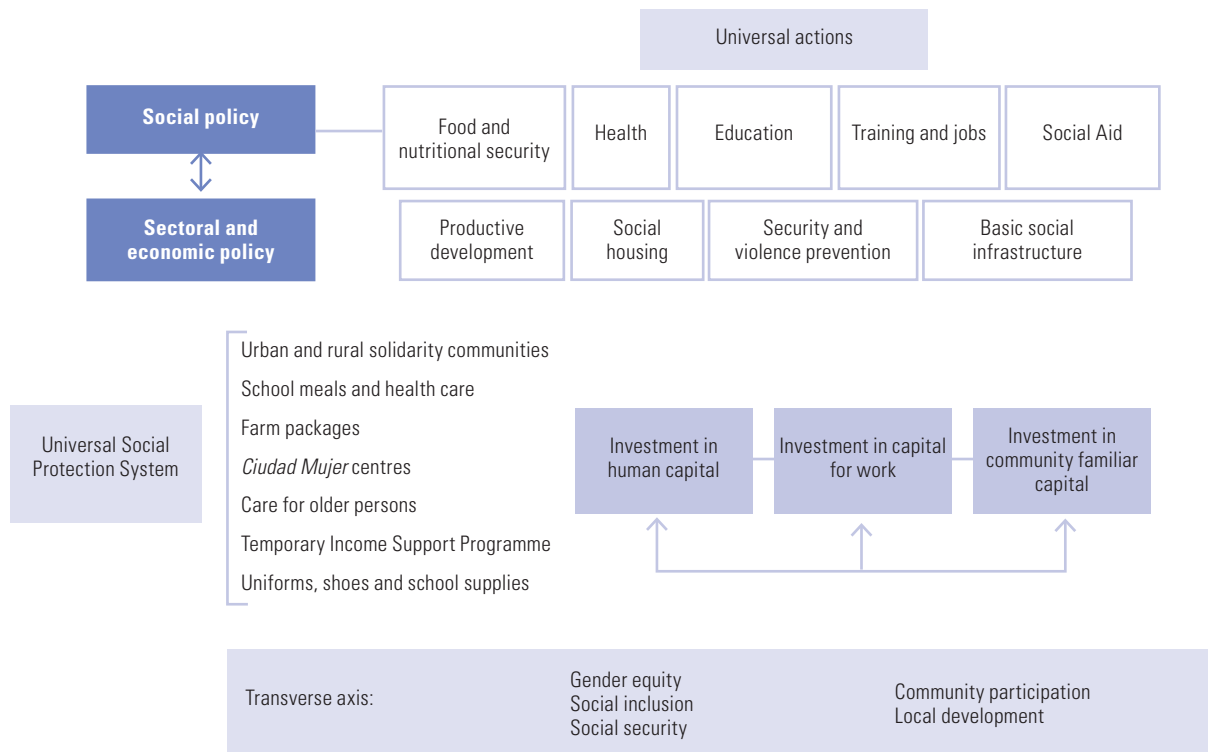 Universal actions
Social policy
Food and
nutritional security
Health
Education
Training and jobs
Social Aid
Sectoral and
economic policy
Productive
development
Social
housing
Security and
violence prevention
Basic social
infrastructure
Universal Social
Protection System
Urban and rural solidarity communities
School meals and health care
Farm packages
Ciudad Mujer centres
Care for older persons
Temporary Income Support Programme
Uniforms, shoes and school supplies
Investment in
human capital
Investment in capital
for work
Investment in
community familiar
capital
Transverse axis:
Gender equity
Social inclusion
Social security
Community participation
Local development